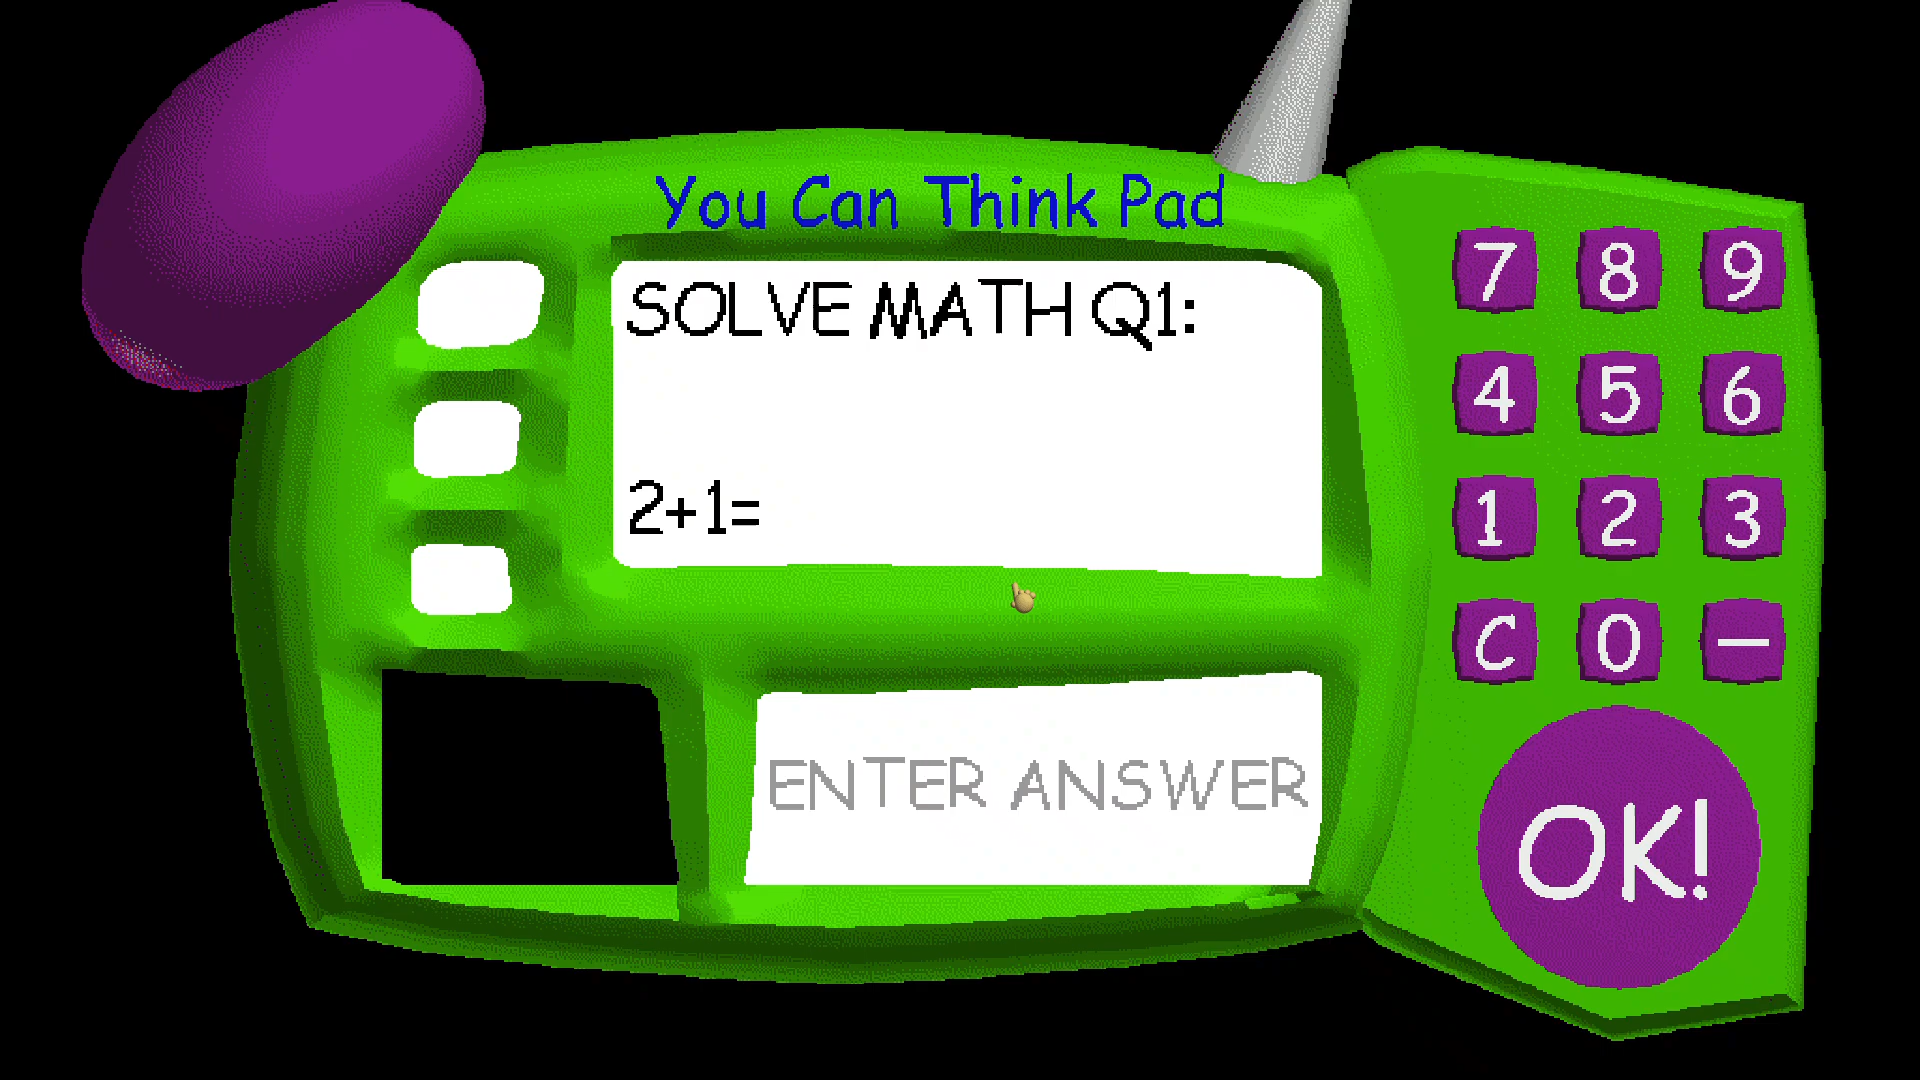 You Can Think Pad
SOLVE MATH Q1:
2+1=
ENTER ANSWER
7 8 9
4 5 6
1 2 3
C 0 —
OK!